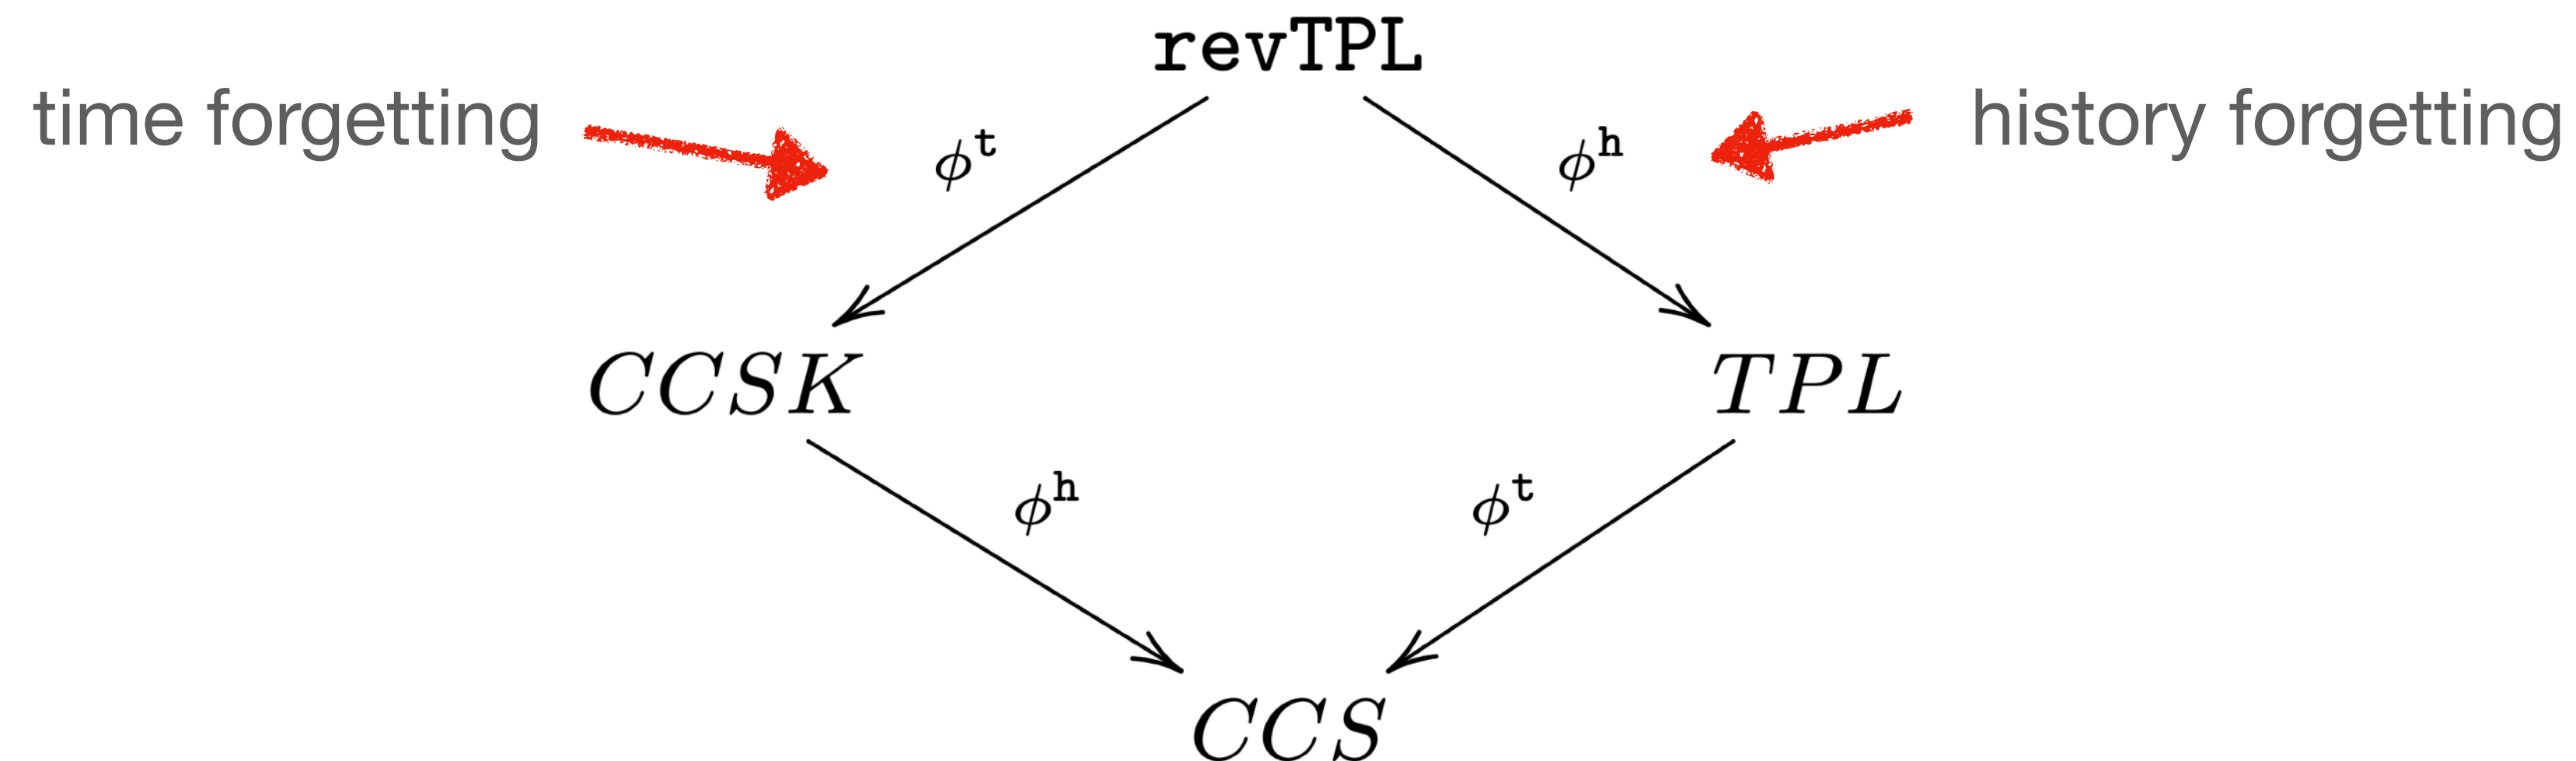 revTPL
time forgetting
ϕᵗ
ϕʰ
history forgetting
CCSK
TPL
ϕʰ
ϕᵗ
CCS